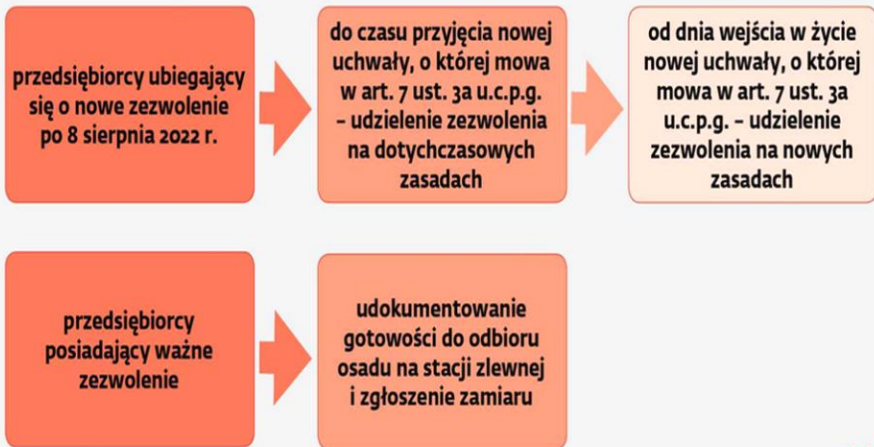 przedsiębiorcy ubiegający
się o nowe zezwolenie
po 8 sierpnia 2022 r.
do czasu przyjęcia nowej
uchwały, o której mowa
w art. 7 ust. 3a u.c.p.g.
– udzielenie zezwolenia
na dotychczasowych
zasadach
od dnia wejścia w życie
nowej uchwały, o której
mowa w art. 7 ust. 3a
u.c.p.g. – udzielenie
zezwolenia na nowych
zasadach
przedsiębiorcy
posiadający ważne
zezwolenie
udokumentowanie
gotowości do odbioru
osadu na stacji zlewnej
i zgłoszenie zamiaru